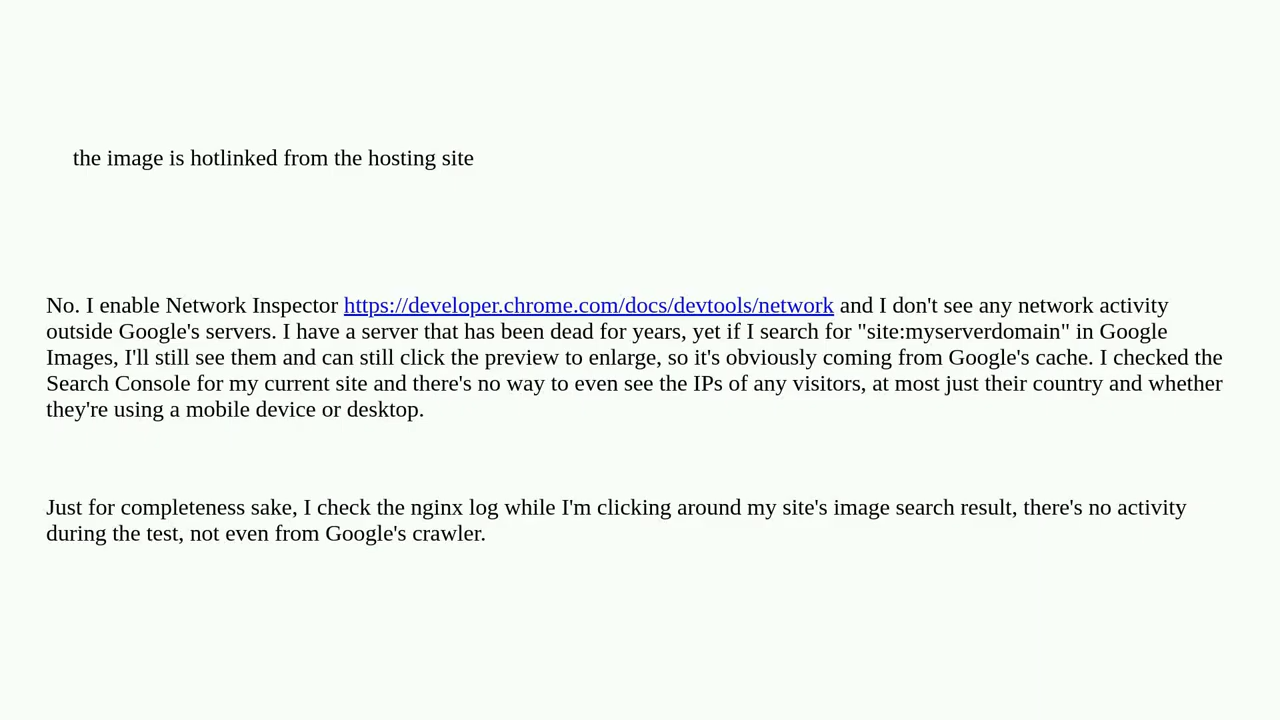 the image is hotlinked from the hosting site
No. I enable Network Inspector https://developer.chrome.com/docs/devtools/network and I don't see any network activity
outside Google's servers. I have a server that has been dead for years, yet if I search for "site:myserverdomain" in Google
Images, I'll still see them and can still click the preview to enlarge, so it's obviously coming from Google's cache. I checked the
Search Console for my current site and there's no way to even see the IPs of any visitors, at most just their country and whether
they're using a mobile device or desktop.
Just for completeness sake, I check the nginx log while I'm clicking around my site's image search result, there's no activity
during the test, not even from Google's crawler.